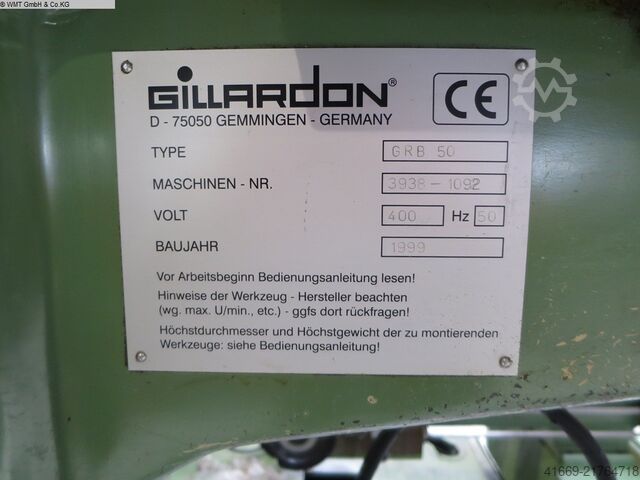 © WMT GmbH & Co.KG
GILLARDON®
CE
D - 75050 GEMMINGEN - GERMANY
TYPE GRB 50
MASCHINEN - NR. 3938-1092
VOLT 400 Hz 50
BAUJAHR 1999
Vor Arbeitsbeginn Bedienungsanleitung lesen!
Hinweise der Werkzeug - Hersteller beachten
(wg. max. U/min., etc.) - ggfs dort rückfragen!
Höchstdurchmesser und Höchstgewicht der zu montierenden
Werkzeuge: siehe Bedienungsanleitung!
41669-21764718